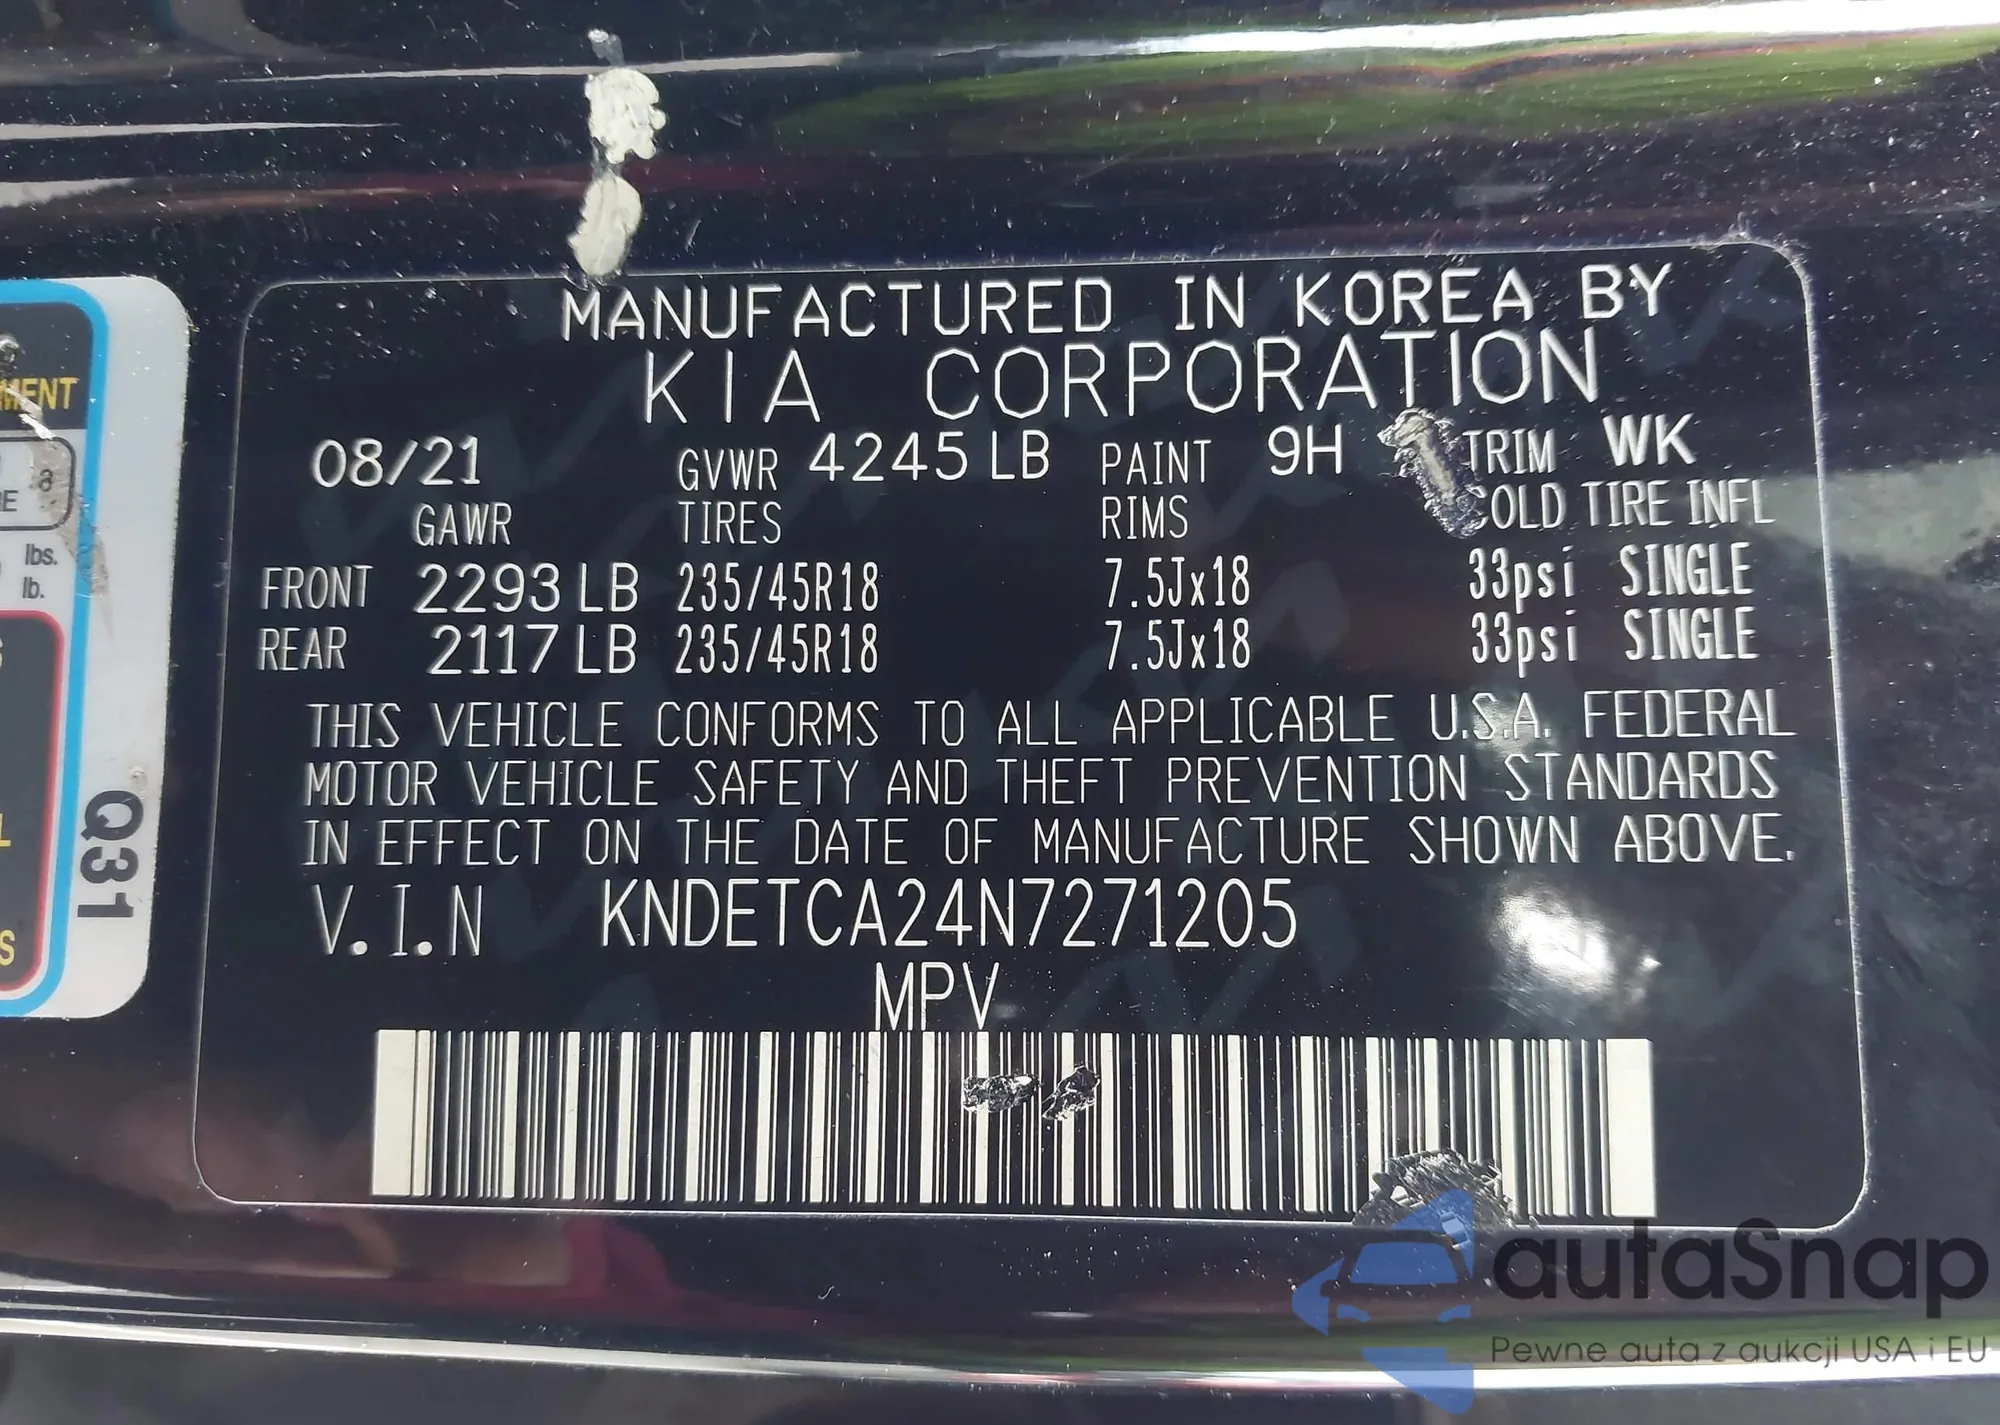 MANUFACTURED IN KOREA BY
KIA CORPORATION
08/21 GVWR 4245 LB PAINT 9H TRIM WK
GAWR TIRES RIMS COLD TIRE INFL
FRONT 2293 LB 235/45R18 7.5Jx18 33psi SINGLE
REAR 2117 LB 235/45R18 7.5Jx18 33psi SINGLE
THIS VEHICLE CONFORMS TO ALL APPLICABLE U.S.A. FEDERAL
MOTOR VEHICLE SAFETY AND THEFT PREVENTION STANDARDS
IN EFFECT ON THE DATE OF MANUFACTURE SHOWN ABOVE.
V.I.N KNDETCA24N7271205
MPV
lbs.
lb.
Q31
autaSnap
Pewne auta z aukcji USA i EU